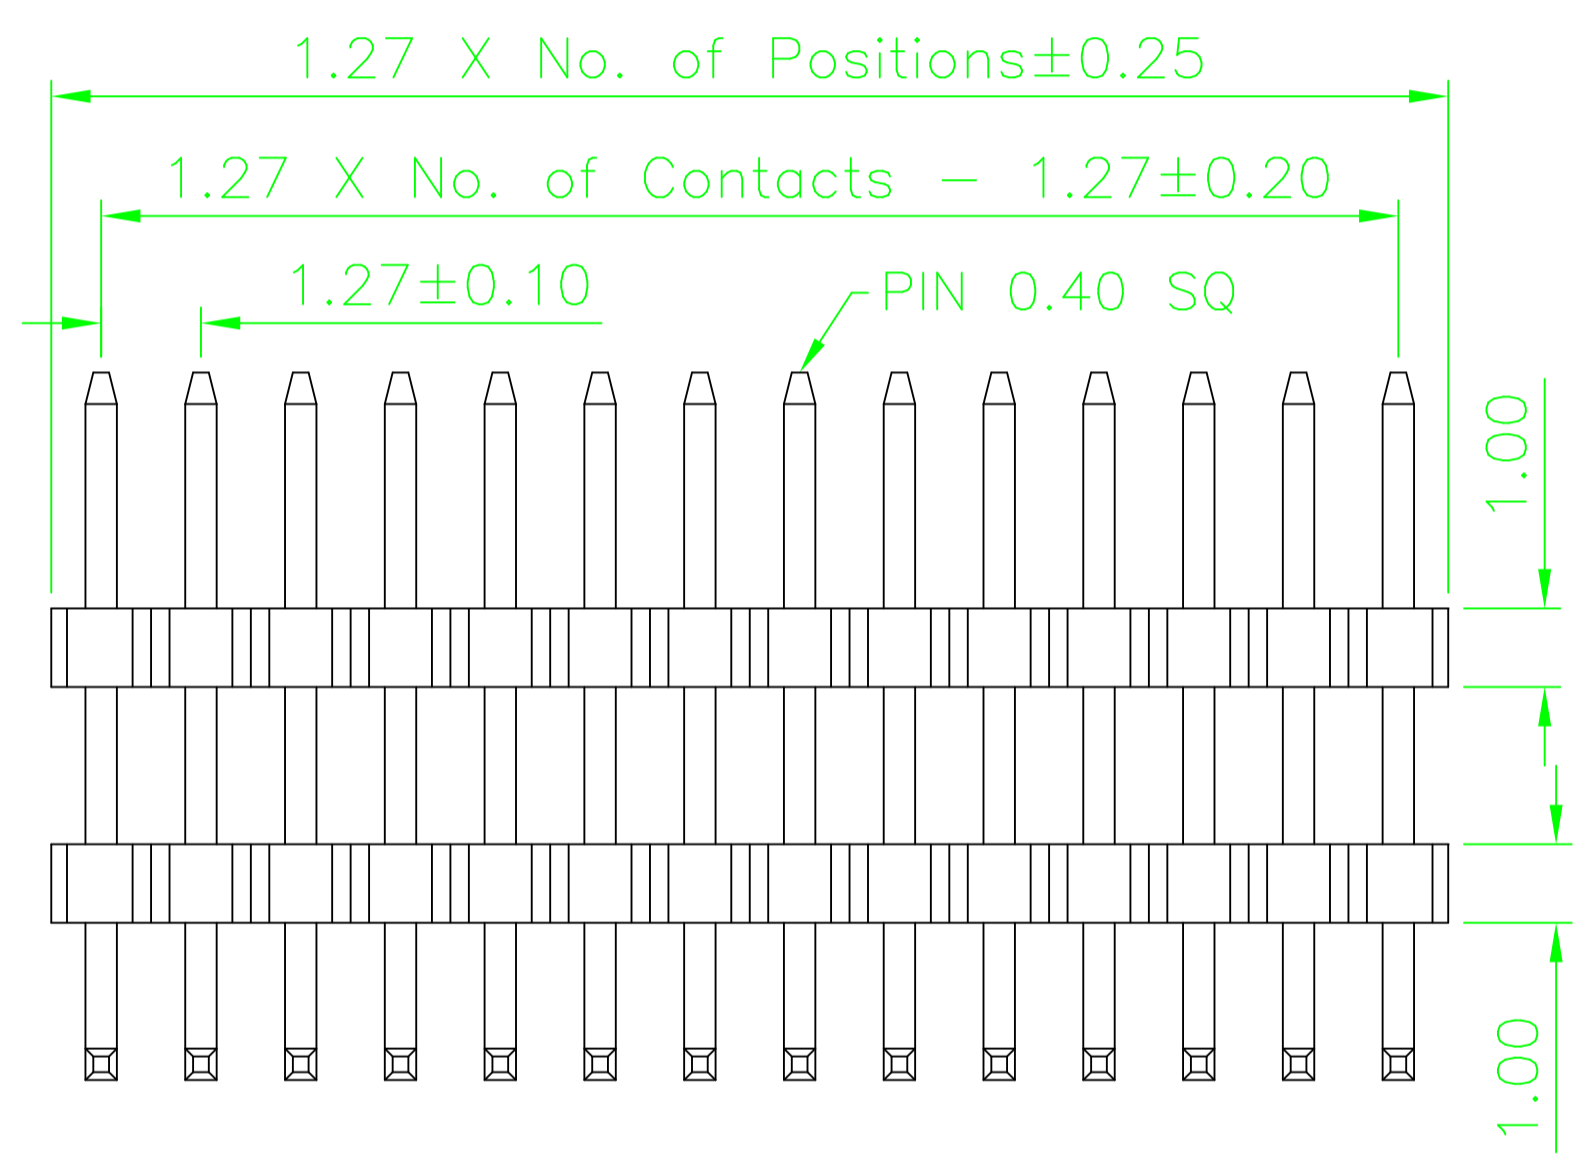 1.27 X No. of Positions±0.25
1.27 X No. of Contacts - 1.27±0.20
1.27±0.10
PIN 0.40 SQ
1.00
1.00